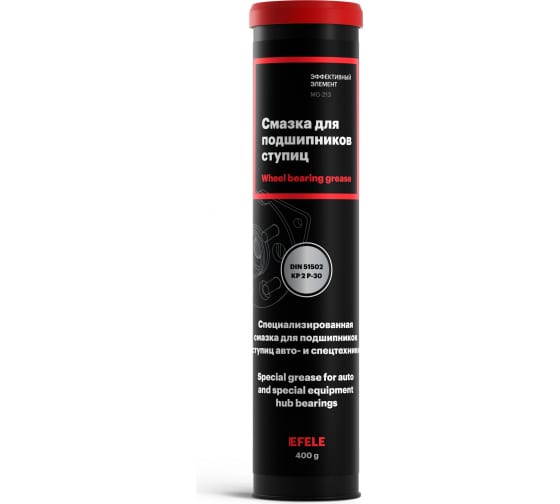 ЭФФЕКТИВНЫЙ
ЭЛЕМЕНТ
MG-213
Смазка для
подшипников
ступиц
Wheel bearing grease
DIN 51502
KP 2 P-30
Специализированная
смазка для подшипников
ступиц авто- и спецтехники
Special grease for auto
and special equipment
hub bearings
EFELE
400 g